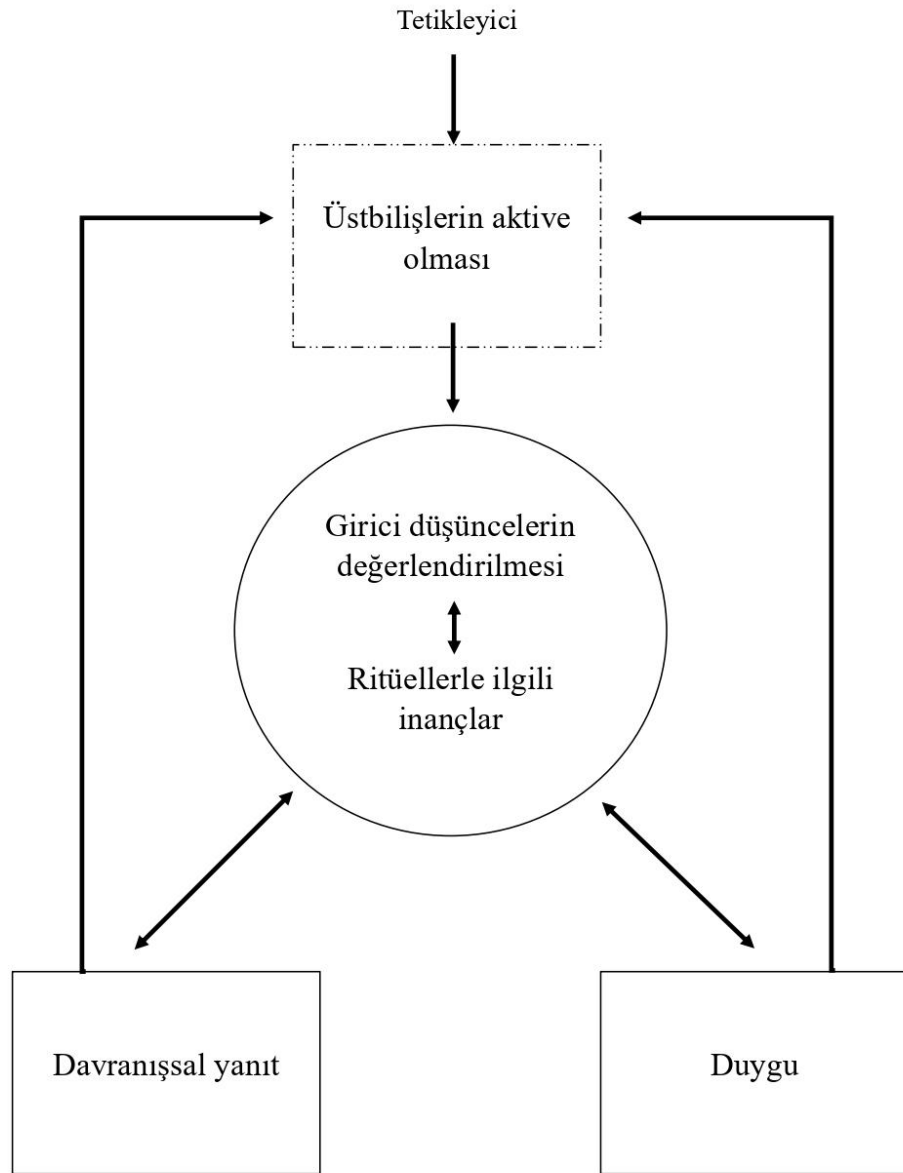 Tetikleyici
Üstbilişlerin aktive
olması
Girici düşüncelerin
değerlendirilmesi
Ritüellerle ilgili
inançlar
Davranışsal yanıt
Duygu